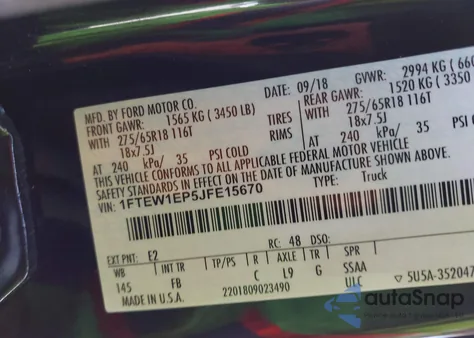 MFD. BY FORD MOTOR CO.
09/18 GVWR: 2994 KG (660
FRONT GAWR: 1565 KG (3450 LB)
REAR GAWR: 1520 KG (3350
WITH 275/65R18 116T TIRES WITH 275/65R18 116T
18x7.5J RIMS 18x7.5J
AT 240 kPa/ 35 PSI COLD AT 240 kPa/ 35 PSI COL
THIS VEHICLE CONFORMS TO ALL APPLICABLE FEDERAL MOTOR VEHICLE
SAFETY STANDARDS IN EFFECT ON THE DATE OF MANUFACTURE SHOWN ABOVE.
VIN: 1FTEW1EP5JFE15670 TYPE: Truck
EXT PNT: E2 RC: 48 DSO:
WB INT TR TP/PS R AXLE TR SPR
145 FB C L9 G SSAA
MADE IN U.S.A. 2201809023490 ULC 5U5A-352047
autoSnap